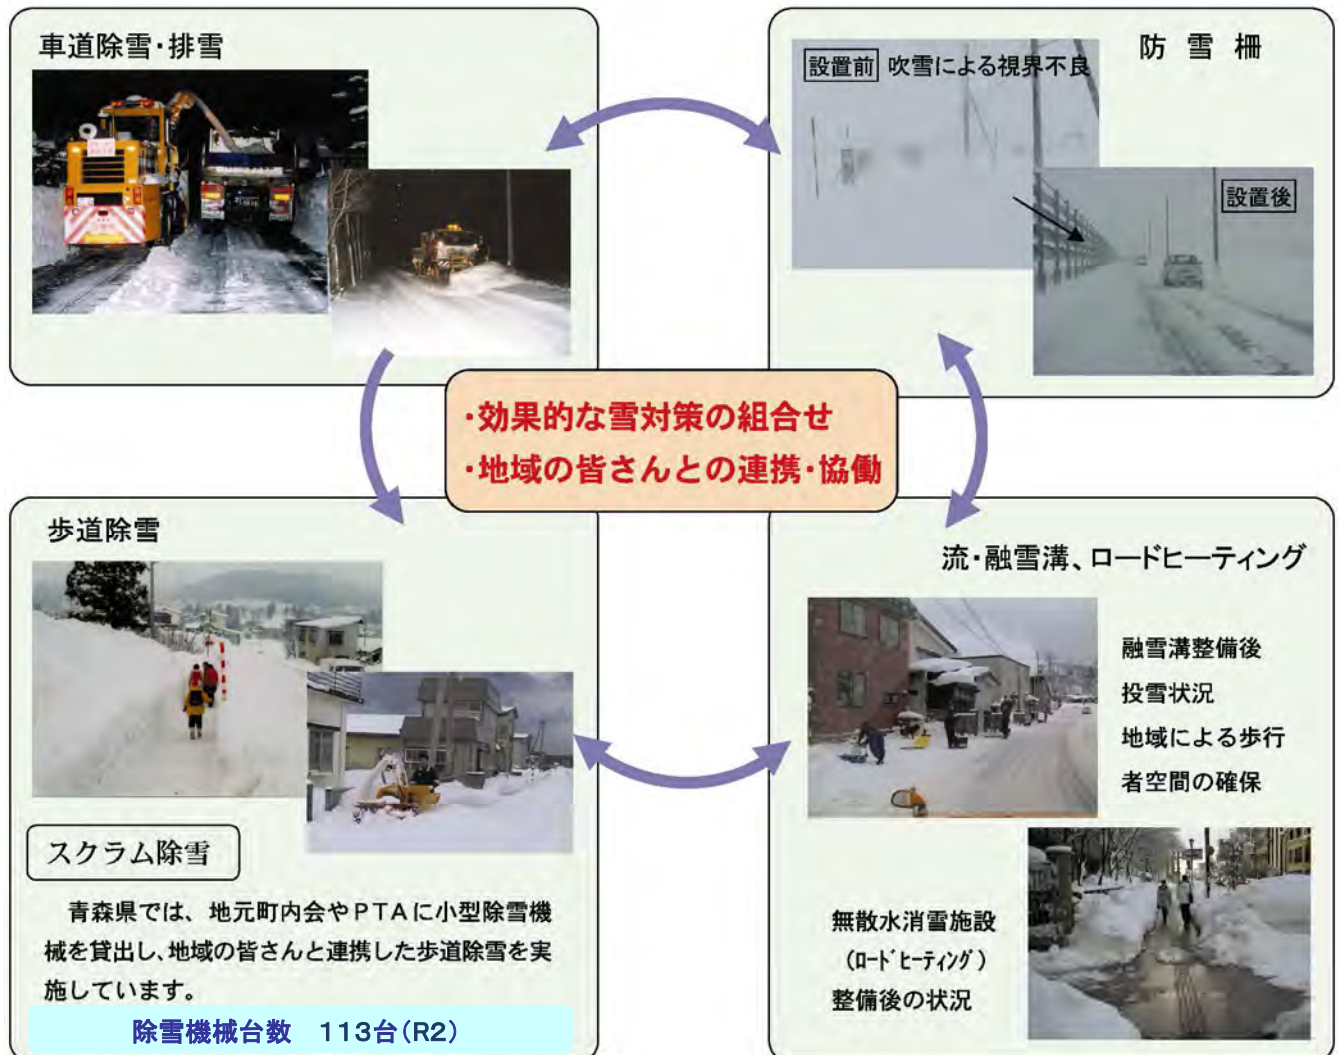 車道除雪・排雪
防 雪 柵
設置前 吹雪による視界不良
設置後
・効果的な雪対策の組合せ
・地域の皆さんとの連携・協働
歩道除雪
スクラム除雪
青森県では、地元町内会やPTAに小型除雪機
械を貸出し、地域の皆さんと連携した歩道除雪を実
施しています。
除雪機械台数 113台(R2)
流・融雪溝、ロードヒーティング
融雪溝整備後
投雪状況
地域による歩行
者空間の確保
無散水消雪施設
(ﾛｰﾄﾞﾋｰﾃｨﾝｸﾞ)
整備後の状況